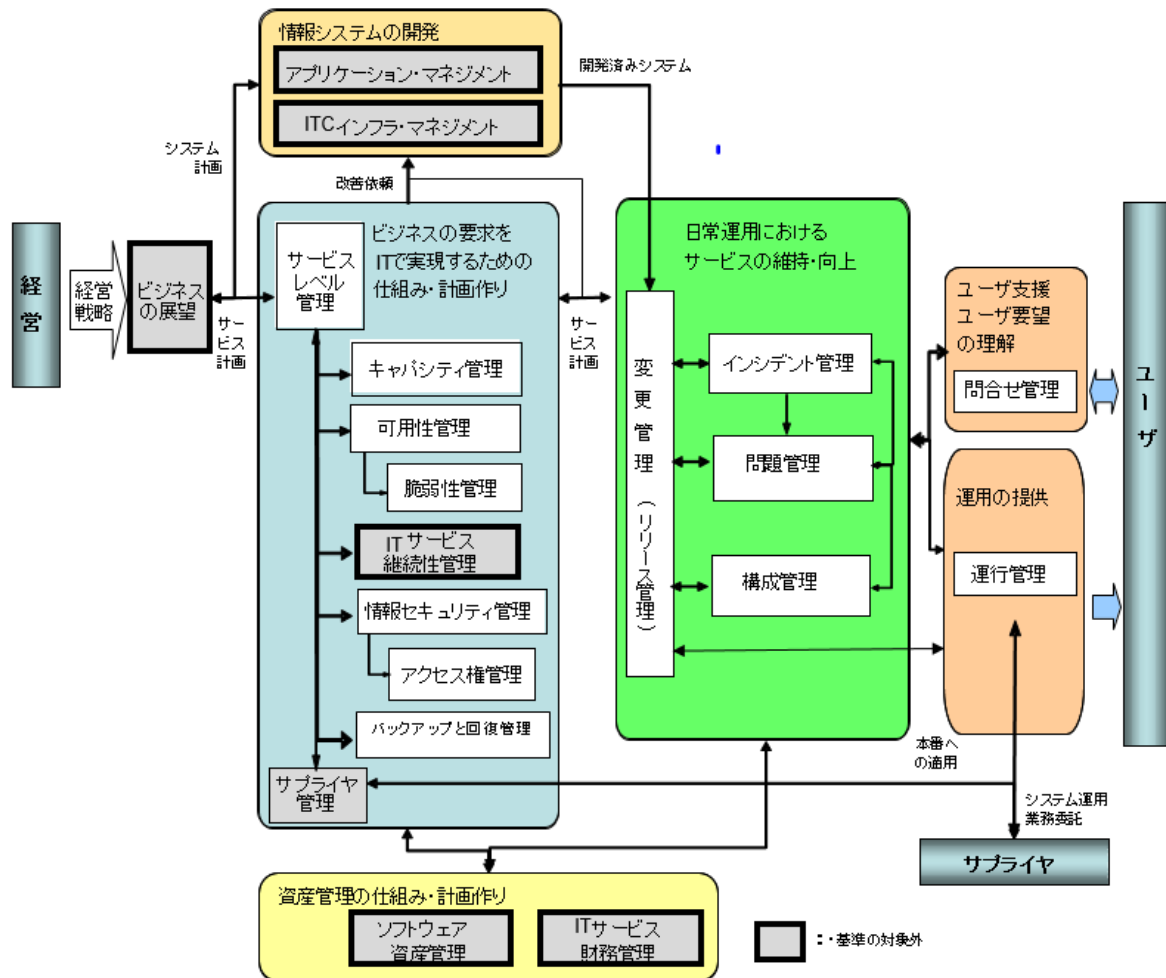 情報システムの開発
アプリケーション・マネジメント
ITCインフラ・マネジメント
開発済みシステム
システム
計画
改善依頼
経営
経営
戦略
ビジネス
の展望
サービス計画
ビジネスの要求を
ITで実現するための
仕組み・計画作り
サービス
レベル
管理
キャパシティ管理
可用性管理
脆弱性管理
ITサービス
継続性管理
情報セキュリティ管理
アクセス権管理
バックアップと回復管理
サプライヤ
管理
サービス計画
日常運用における
サービスの維持・向上
変更管理(リリース管理)
インシデント管理
問題管理
構成管理
ユーザ支援
ユーザ要望
の理解
問合せ管理
運用の提供
運行管理
ユーザ
本番へ
の適用
システム運用
業務委託
サプライヤ
資産管理の仕組み・計画作り
ソフトウェア
資産管理
ITサービス
財務管理
:・基準の対象外